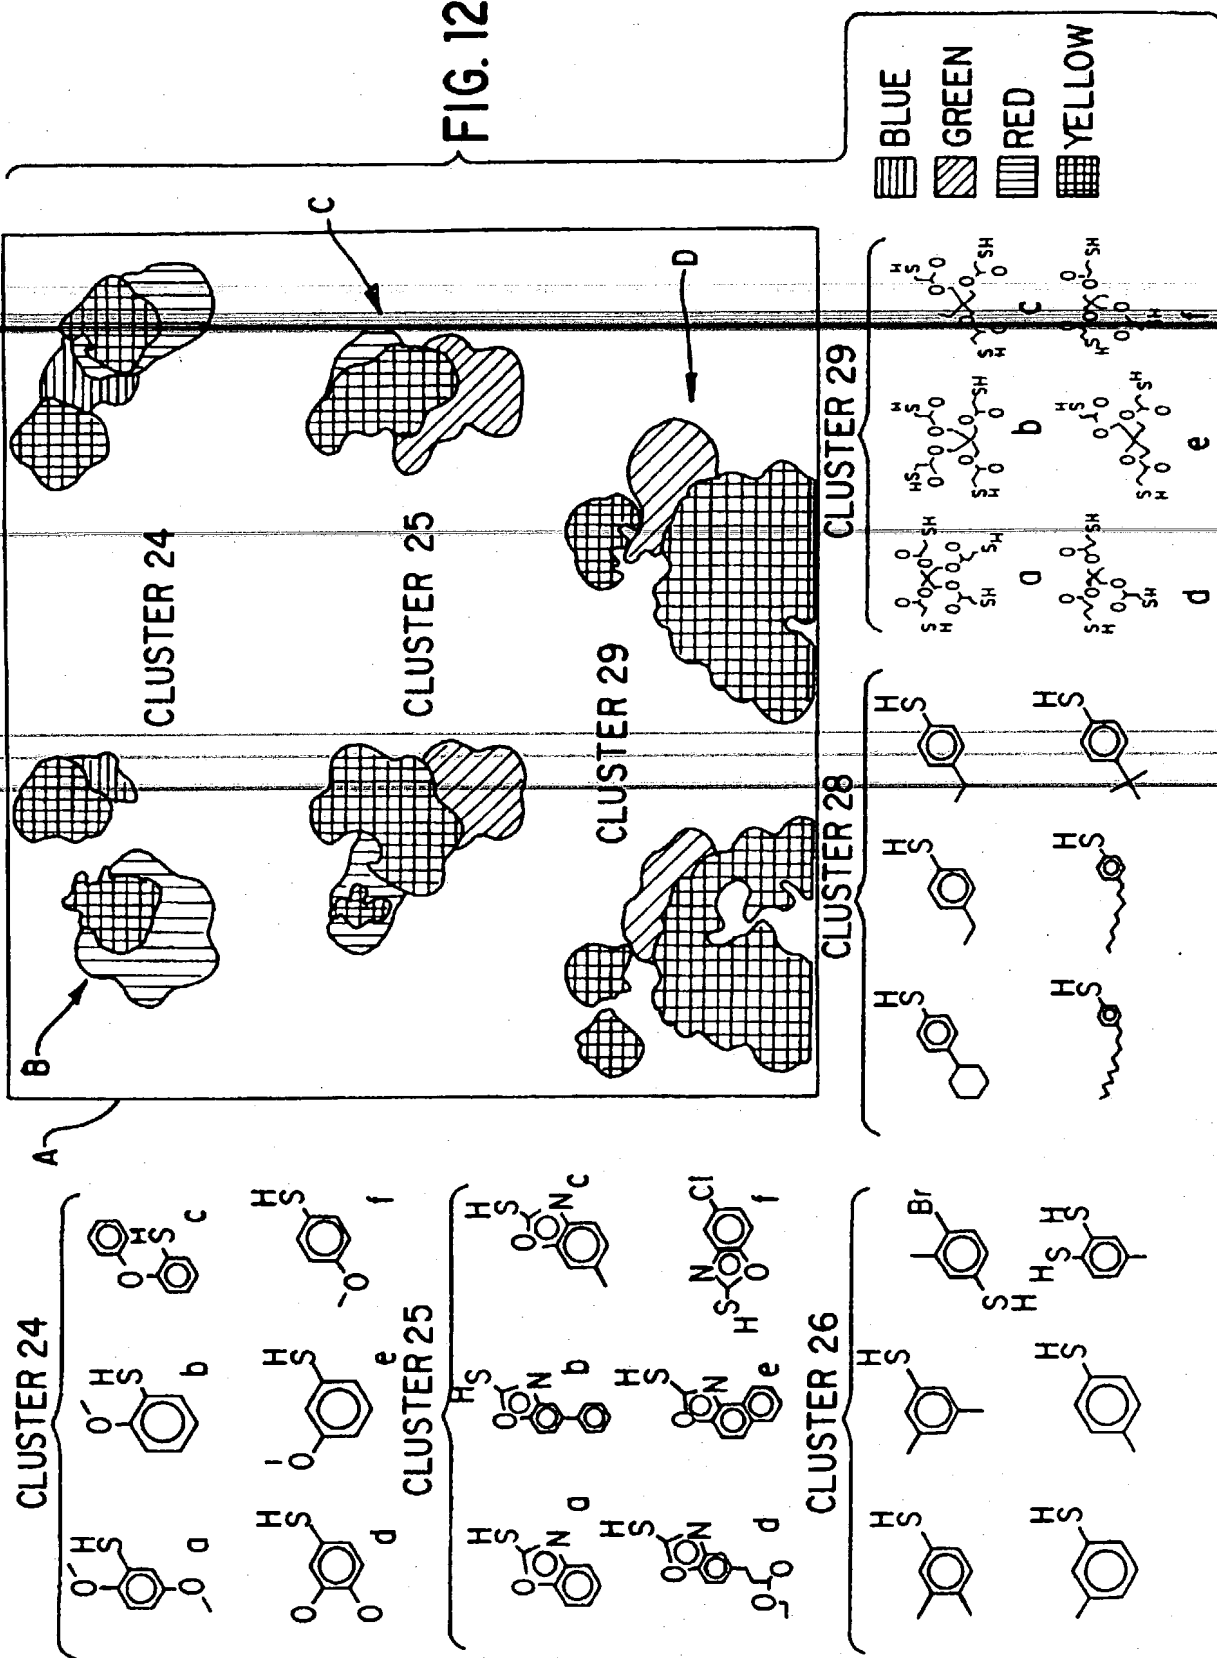 FIG. 12
A
B
C
D
CLUSTER 24
CLUSTER 25
CLUSTER 29
BLUE
GREEN
RED
YELLOW
CLUSTER 24
O H S O a
O H S b
O H S c
O O H S d
O H S e
O H S f
CLUSTER 25
H S O N a
H S O N b
H S O N c
H S O N O O d
H S O N e
H S N O Cl f
CLUSTER 26
H S
H S
Br S H
H S
H S
H S H S
CLUSTER 28
H S
H S
H S
H S
H S
H S
CLUSTER 29
a
b
c
d
e
f